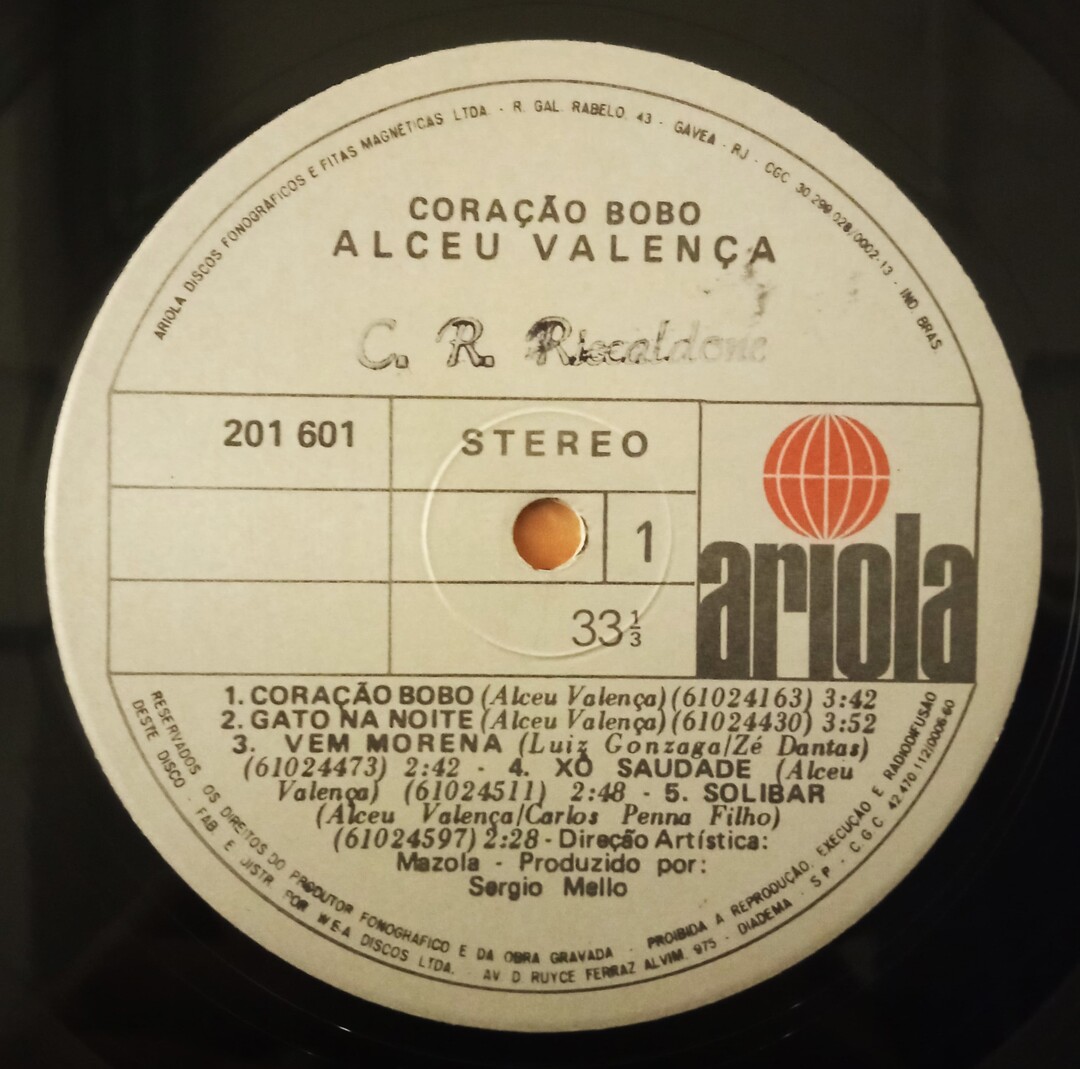 ARIOLA DISCOS FONOGRÁFICOS E FITAS MAGNÉTICAS LTDA. - R. GAL. RABELO, 43 - GAVEA - RJ - CGC 30.299.028/0002-13 - IND. BRAS.
CORAÇÃO BOBO
ALCEU VALENÇA
C. R. Riccaldone
201 601
STEREO
1
33 1/3
ariola
1. CORAÇÃO BOBO (Alceu Valença) (61024163) 3:42
2. GATO NA NOITE (Alceu Valença) (61024430) 3:52
3. VEM MORENA (Luiz Gonzaga/Zé Dantas)
(61024473) 2:42 - 4. XÔ SAUDADE (Alceu
Valença) (61024511) 2:48 - 5. SOLIBAR
(Alceu Valença/Carlos Penna Filho)
(61024597) 2:28 - Direção Artística:
Mazola - Produzido por:
Sergio Mello
RESERVADOS OS DIREITOS DO PRODUTOR FONOGRAFICO E DA OBRA GRAVADA - PROIBIDA A REPRODUÇÃO, EXECUÇÃO E RADIODIFUSÃO
DESTE DISCO - FAB. E DISTR. POR WEA DISCOS LTDA. - AV D RUYCE FERRAZ ALVIM, 975 - DIADEMA - SP - C.G.C. 42.470.112/0006-60